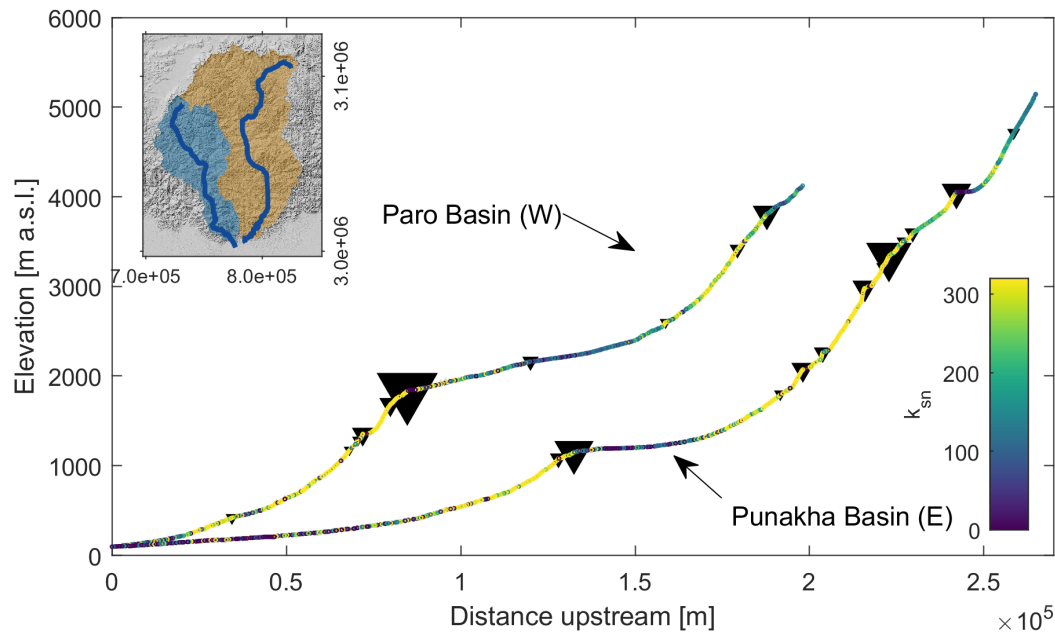 6000
5000
4000
3000
2000
1000
0
Elevation [m a.s.l.]
3.1e+06
3.0e+06
7.0e+05
8.0e+05
Paro Basin (W)
Punakha Basin (E)
300
200
100
0
k_sn
0
0.5
1
1.5
2
2.5
Distance upstream [m]
×10^5